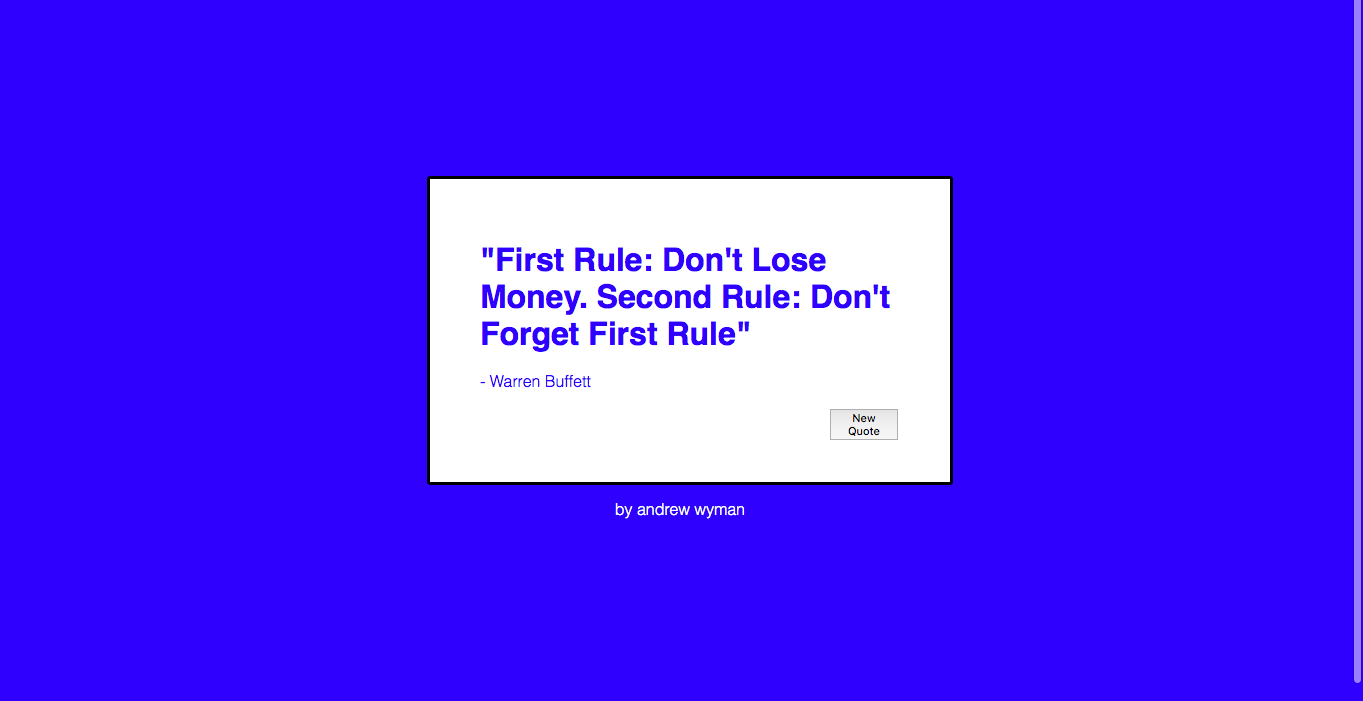 "First Rule: Don't Lose
Money. Second Rule: Don't
Forget First Rule"
- Warren Buffett
New
Quote
by andrew wyman